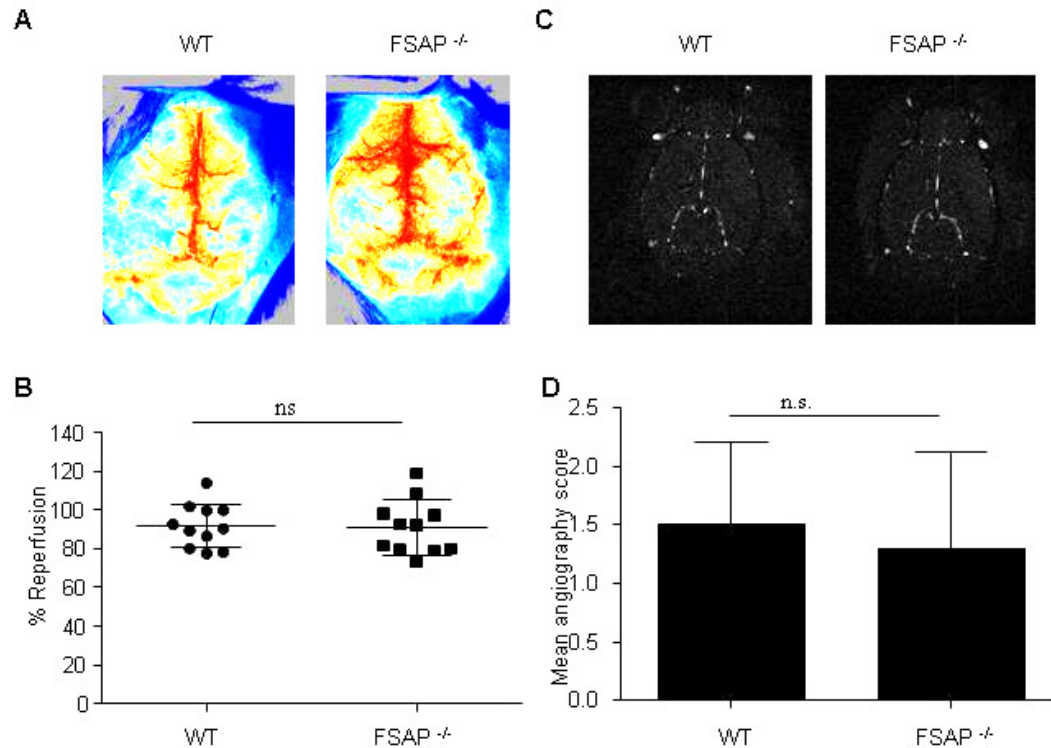 A
WT
FSAP -/-
C
WT
FSAP -/-
B
ns
% Reperfusion
140
120
100
80
60
40
20
0
WT
FSAP -/-
D
n.s.
Mean angiography score
2.5
2.0
1.5
1.0
0.5
0.0
WT
FSAP -/-